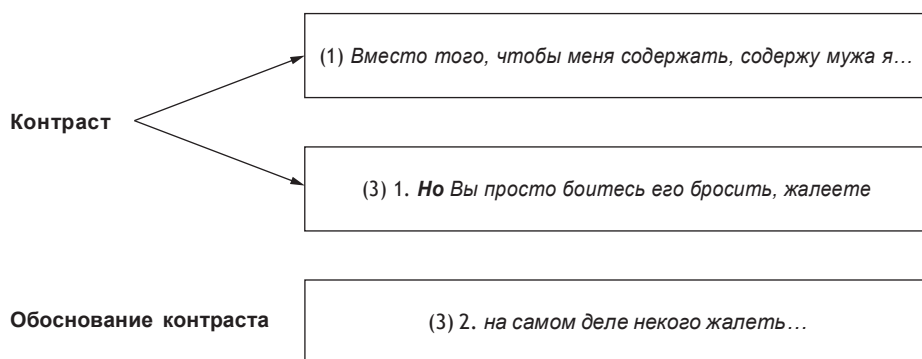 (1) Вместо того, чтобы меня содержать, содержу мужа я…
Контраст
(3) 1. Но Вы просто боитесь его бросить, жалеете
Обоснование контраста
(3) 2. на самом деле некого жалеть…